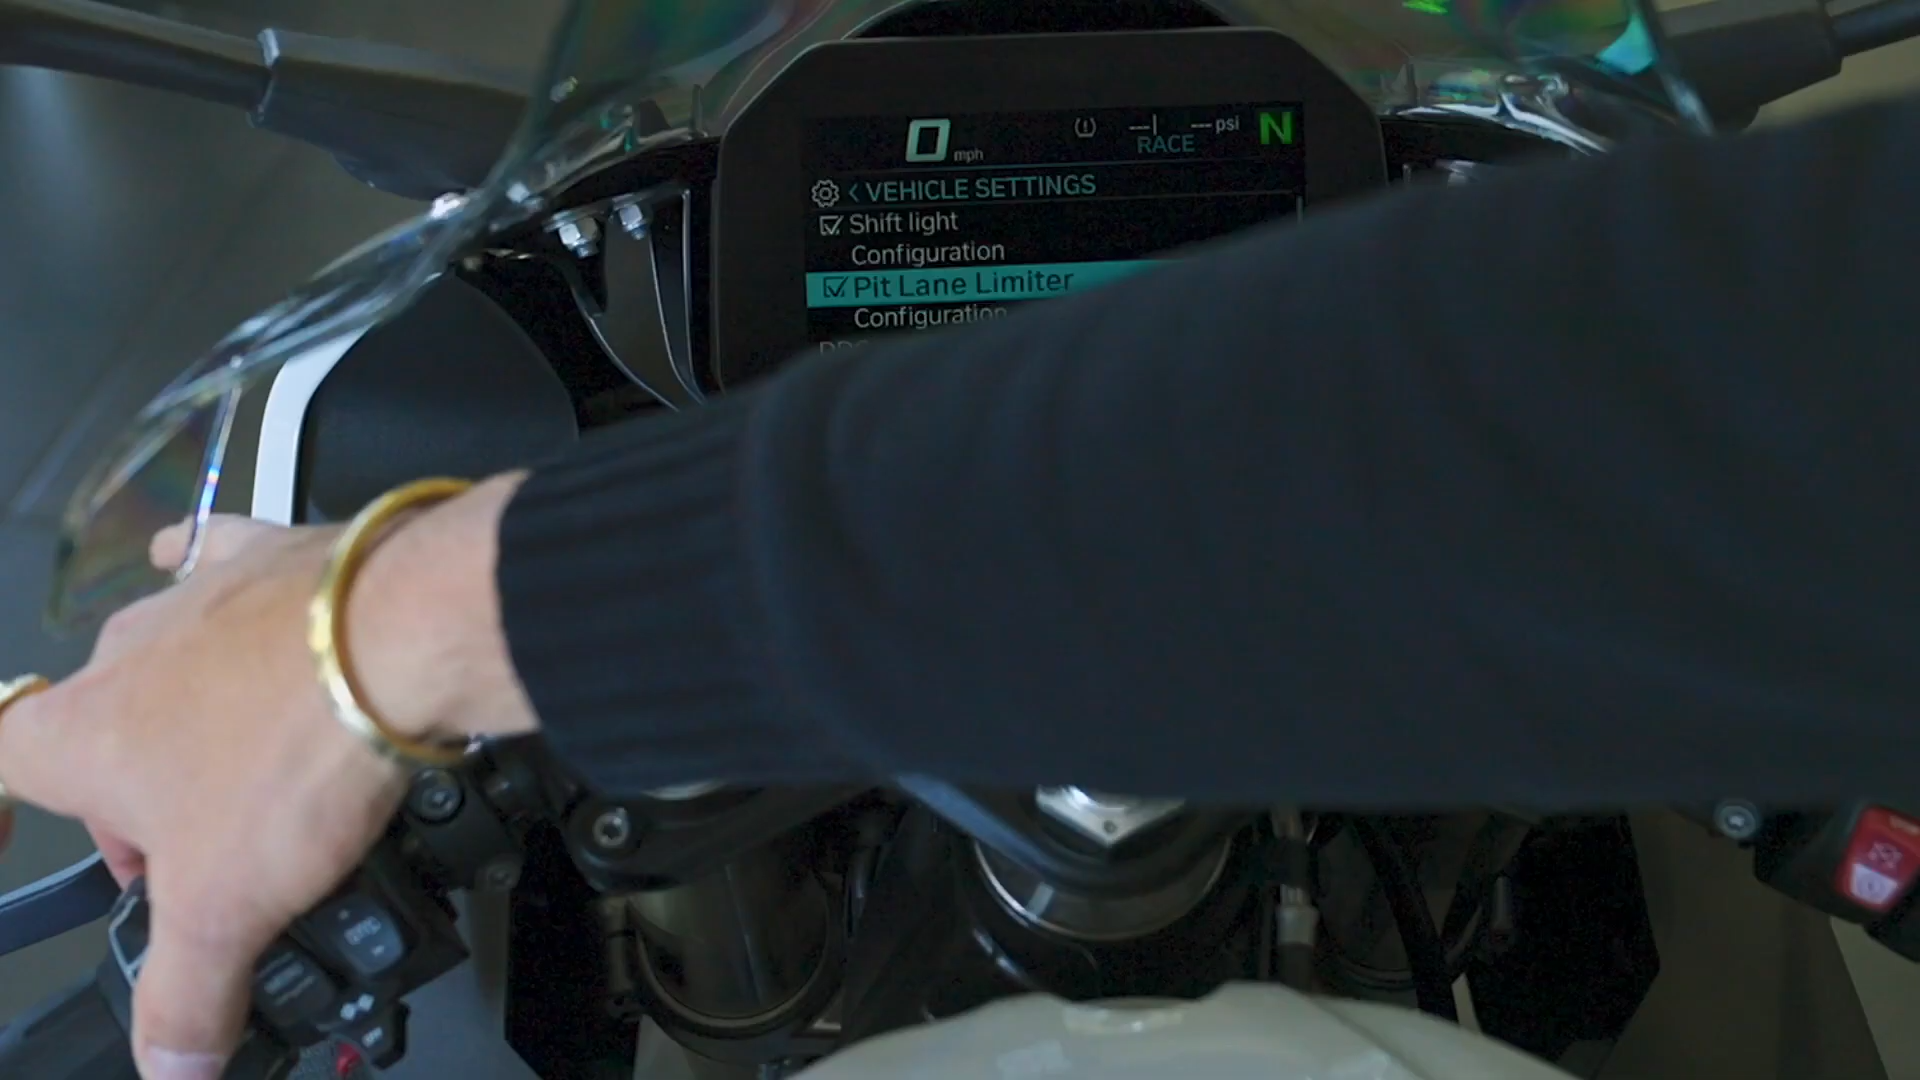 0 mph
--- --- psi
RACE
N
< VEHICLE SETTINGS
Shift light
Configuration
Pit Lane Limiter
Configuration